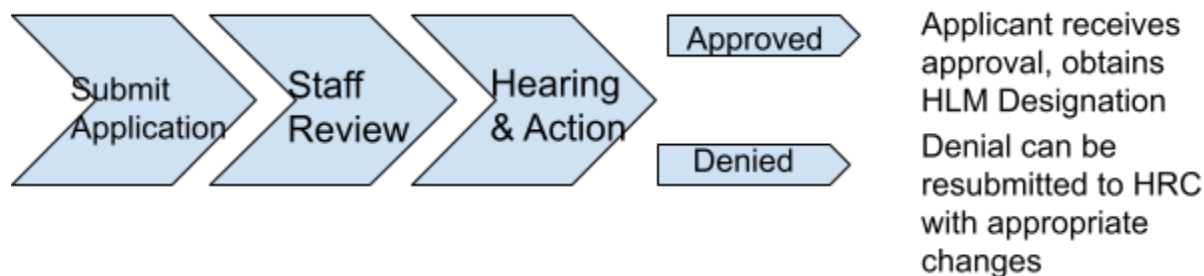 Submit
Application
Staff
Review
Hearing
& Action
Approved
Applicant receives
approval, obtains
HLM Designation
Denied
Denial can be
resubmitted to HRC
with appropriate
changes